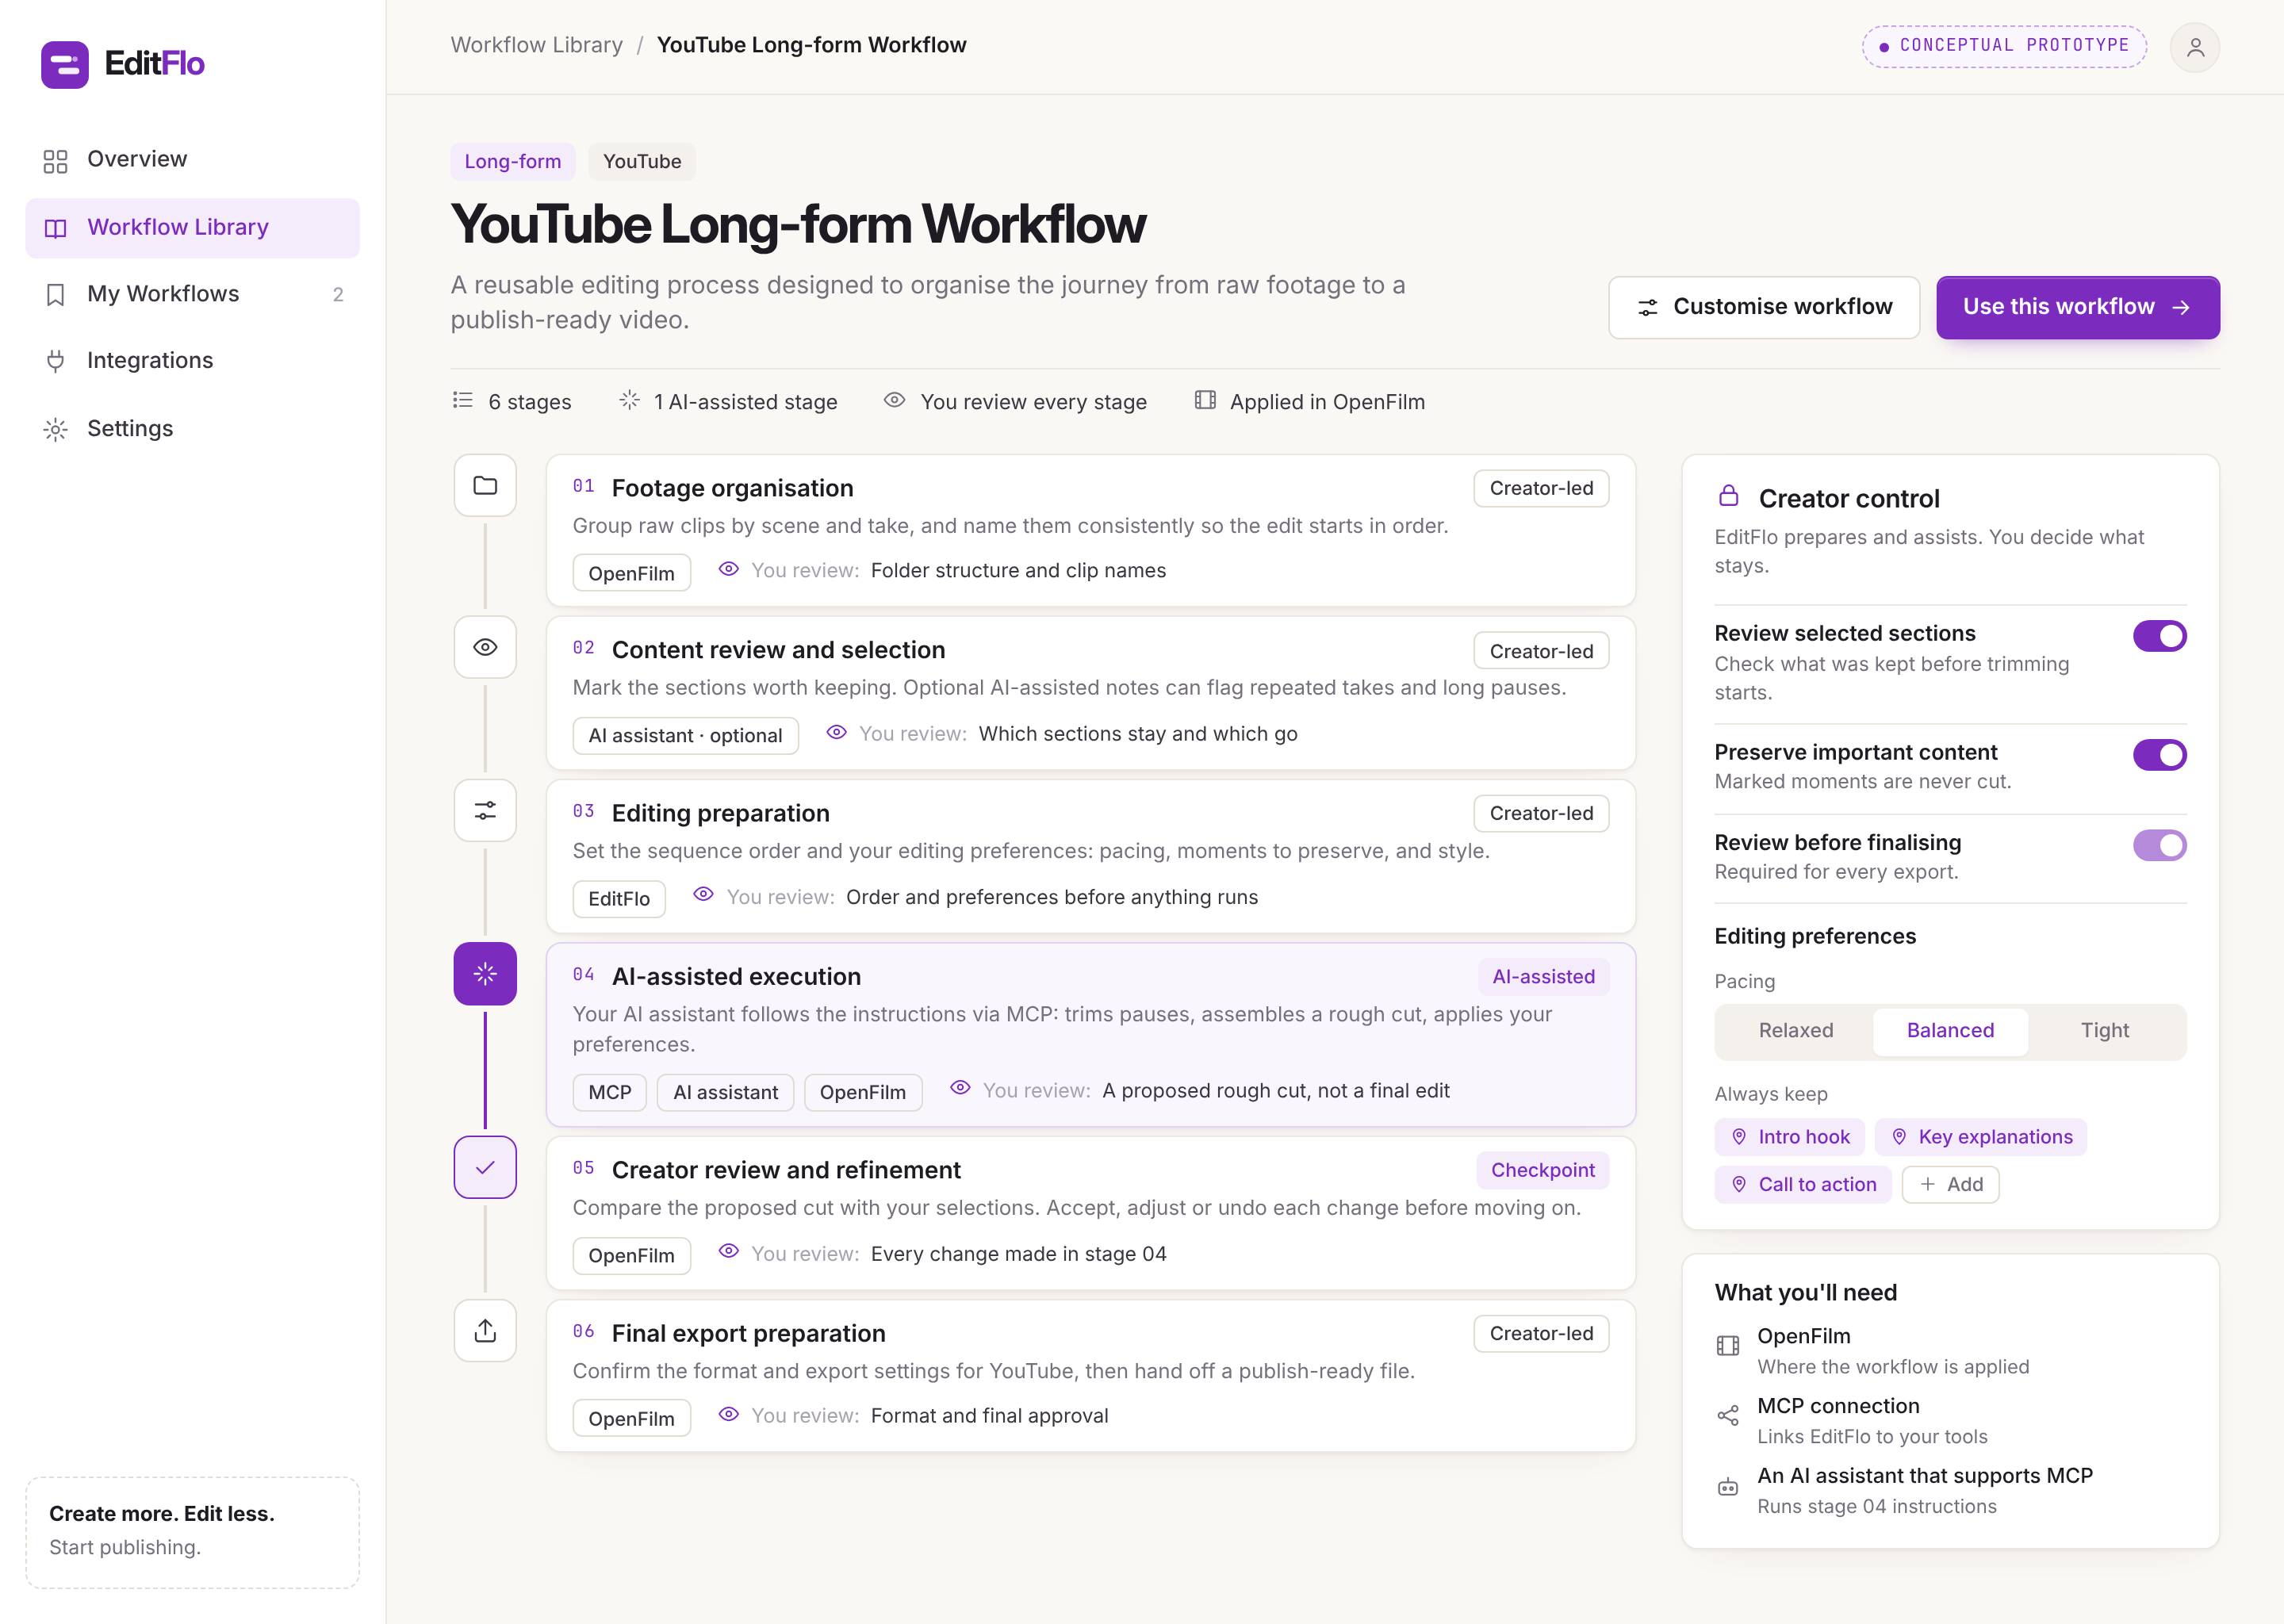 EditFlo
Overview
Workflow Library
My Workflows 2
Integrations
Settings
Create more. Edit less.
Start publishing.
Workflow Library / YouTube Long-form Workflow
CONCEPTUAL PROTOTYPE
Long-form YouTube
YouTube Long-form Workflow
A reusable editing process designed to organise the journey from raw footage to a
publish-ready video.
Customise workflow
Use this workflow →
6 stages
1 AI-assisted stage
You review every stage
Applied in OpenFilm
01 Footage organisation Creator-led
Group raw clips by scene and take, and name them consistently so the edit starts in order.
OpenFilm You review: Folder structure and clip names
02 Content review and selection Creator-led
Mark the sections worth keeping. Optional AI-assisted notes can flag repeated takes and long pauses.
AI assistant · optional You review: Which sections stay and which go
03 Editing preparation Creator-led
Set the sequence order and your editing preferences: pacing, moments to preserve, and style.
EditFlo You review: Order and preferences before anything runs
04 AI-assisted execution AI-assisted
Your AI assistant follows the instructions via MCP: trims pauses, assembles a rough cut, applies your
preferences.
MCP AI assistant OpenFilm You review: A proposed rough cut, not a final edit
05 Creator review and refinement Checkpoint
Compare the proposed cut with your selections. Accept, adjust or undo each change before moving on.
OpenFilm You review: Every change made in stage 04
06 Final export preparation Creator-led
Confirm the format and export settings for YouTube, then hand off a publish-ready file.
OpenFilm You review: Format and final approval
Creator control
EditFlo prepares and assists. You decide what
stays.
Review selected sections
Check what was kept before trimming
starts.
Preserve important content
Marked moments are never cut.
Review before finalising
Required for every export.
Editing preferences
Pacing
Relaxed Balanced Tight
Always keep
Intro hook Key explanations
Call to action + Add
What you'll need
OpenFilm
Where the workflow is applied
MCP connection
Links EditFlo to your tools
An AI assistant that supports MCP
Runs stage 04 instructions